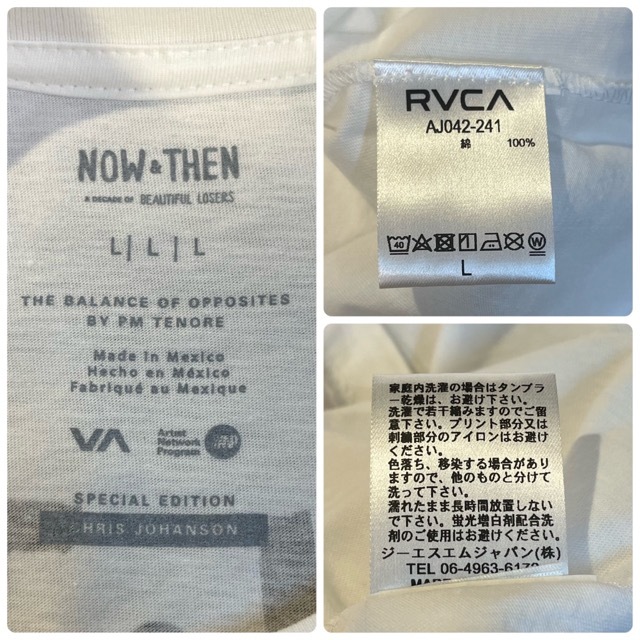 NOW & THEN
A DECADE OF BEAUTIFUL LOSERS
L | L | L
THE BALANCE OF OPPOSITES
BY PM TENORE
Made in Mexico
Hecho en México
Fabriqué au Mexique
VA Artist Network Program
SPECIAL EDITION
CHRIS JOHANSON
RVCA
AJ042-241
綿 100%
40
W
L
家庭内洗濯の場合はタンブラ
ー乾燥は、お避け下さい。
洗濯で若干縮みますのでご留
意下さい。プリント部分又は
刺繍部分のアイロンはお避け
ください。
色落ち、移染する場合があり
ますので、他のものと分けて
洗って下さい。
濡れたまま長時間放置しない
で下さい。蛍光増白剤配合洗
剤のご使用はお避け下さい。
ジーエスエムジャパン(株)
TEL 06-4963-6170